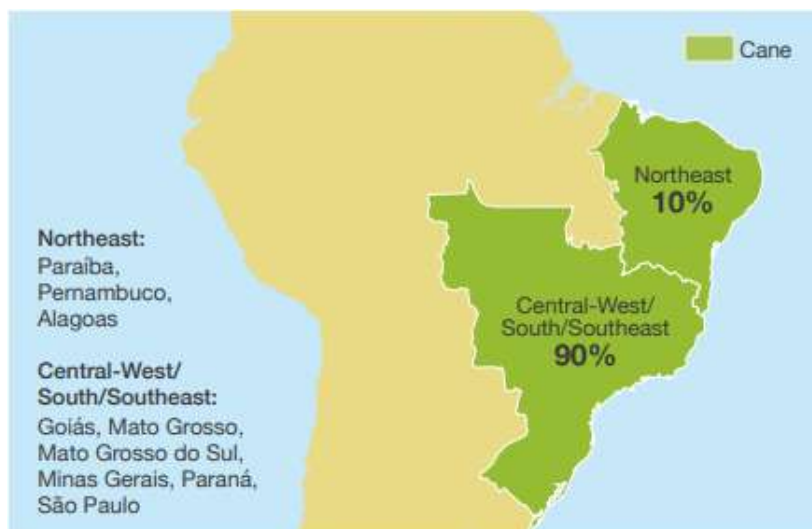 Cane
Northeast
10%
Central-West/
South/Southeast
90%
Northeast:
Paraíba,
Pernambuco,
Alagoas
Central-West/
South/Southeast:
Goiás, Mato Grosso,
Mato Grosso do Sul,
Minas Gerais, Paraná,
São Paulo